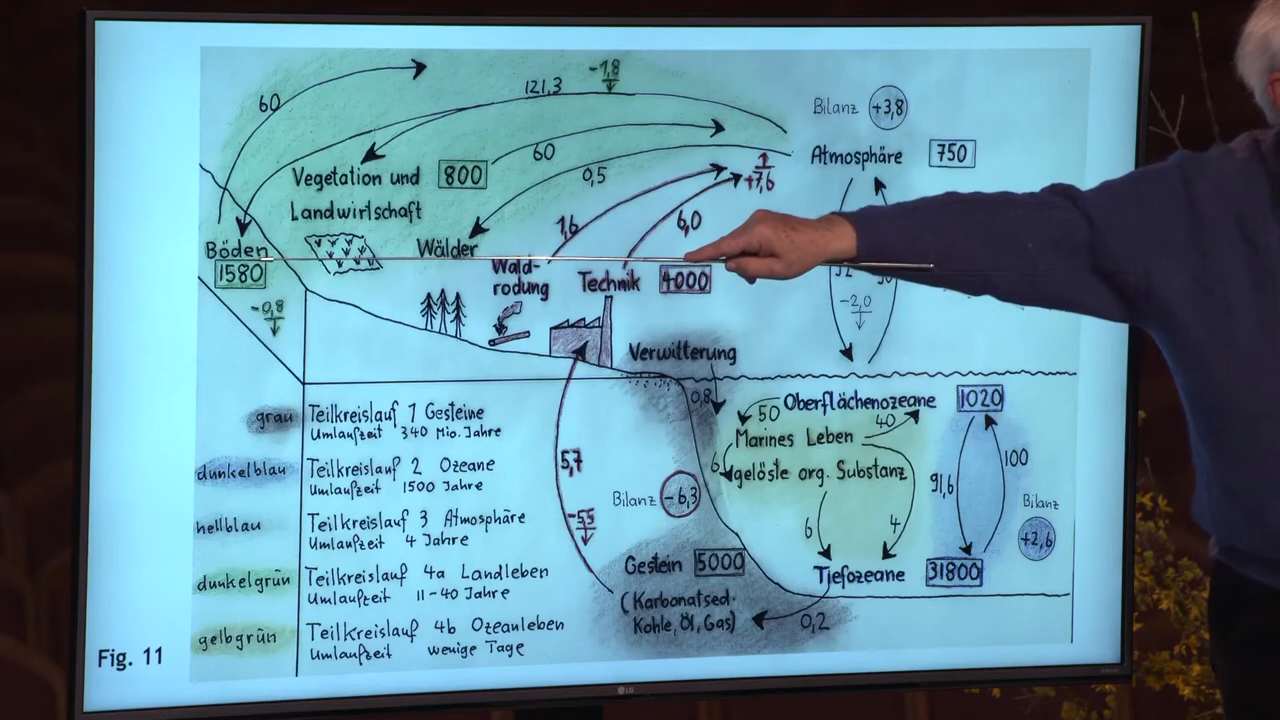 60
121,3
-1,8
Bilanz +3,8
Atmosphäre 750
60
0,5
Vegetation und 800
Landwirtschaft
1,6
6,0
+7,6
Böden
1580
-0,8
Wälder
Wald-
rodung
Technik 4000
-2,0
Verwitterung
0,8
50
Oberflächenozeane 1020
40
Marines Leben
6
gelöste org. Substanz
6
4
91,6
100
Bilanz
+2,6
5,7
-5,5
Bilanz -6,3
Gestein 5000
(Karbonatsed.
Kohle, Öl, Gas)
0,2
Tiefozeane 31800
grau Teilkreislauf 1 Gesteine
Umlaufzeit 340 Mio. Jahre
dunkelblau Teilkreislauf 2 Ozeane
Umlaufzeit 1500 Jahre
hellblau Teilkreislauf 3 Atmosphäre
Umlaufzeit 4 Jahre
dunkelgrün Teilkreislauf 4a Landleben
Umlaufzeit 11-40 Jahre
gelbgrün Teilkreislauf 4b Ozeanleben
Umlaufzeit wenige Tage
Fig. 11
LG